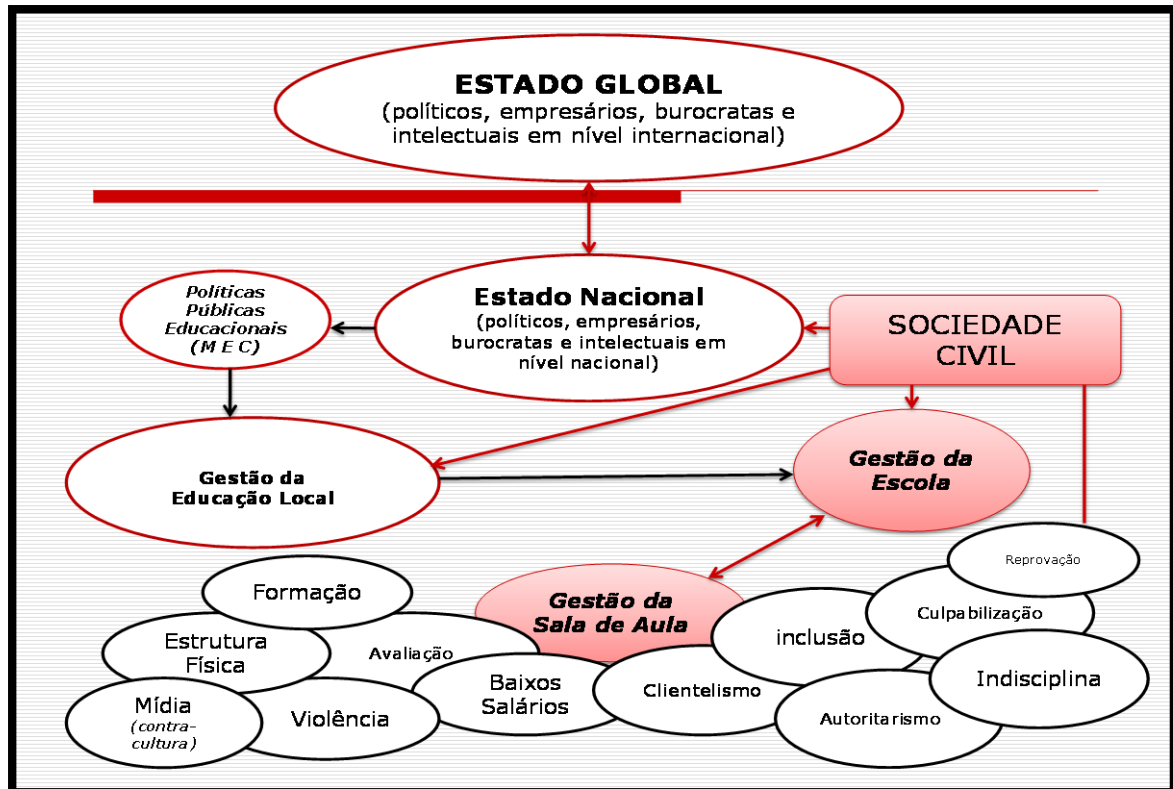 ESTADO GLOBAL
(políticos, empresários, burocratas e
intelectuais em nível internacional)
Políticas
Públicas
Educacionais
(M E C)
Estado Nacional
(políticos, empresários,
burocratas e intelectuais em
nível nacional)
SOCIEDADE
CIVIL
Gestão da
Educação Local
Gestão da
Escola
Reprovação
Formação
Gestão da
Sala de Aula
Culpabilização
Estrutura
Física
Avaliação
inclusão
Indisciplina
Mídia
(contra-
cultura)
Violência
Baixos
Salários
Clientelismo
Autoritarismo